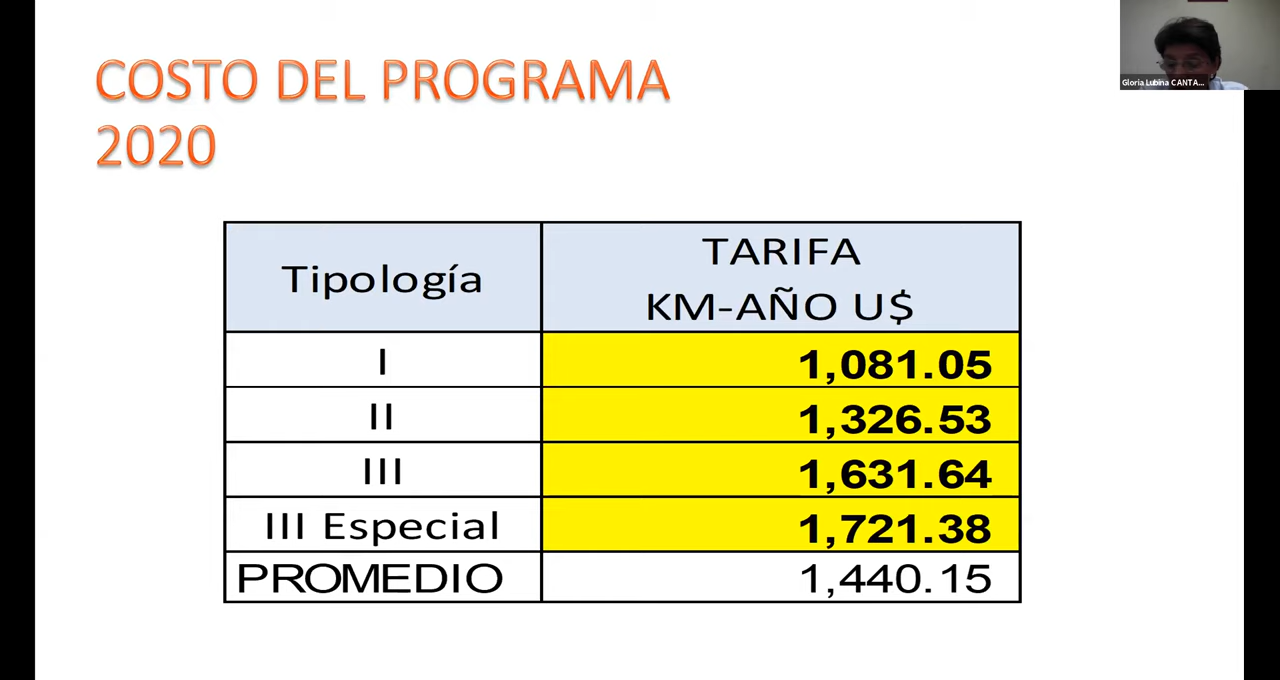 COSTO DEL PROGRAMA
2020
Gloria Lubina CANTA...
Tipología
TARIFA
KM-AÑO U$
I
1,081.05
II
1,326.53
III
1,631.64
III Especial
1,721.38
PROMEDIO
1,440.15